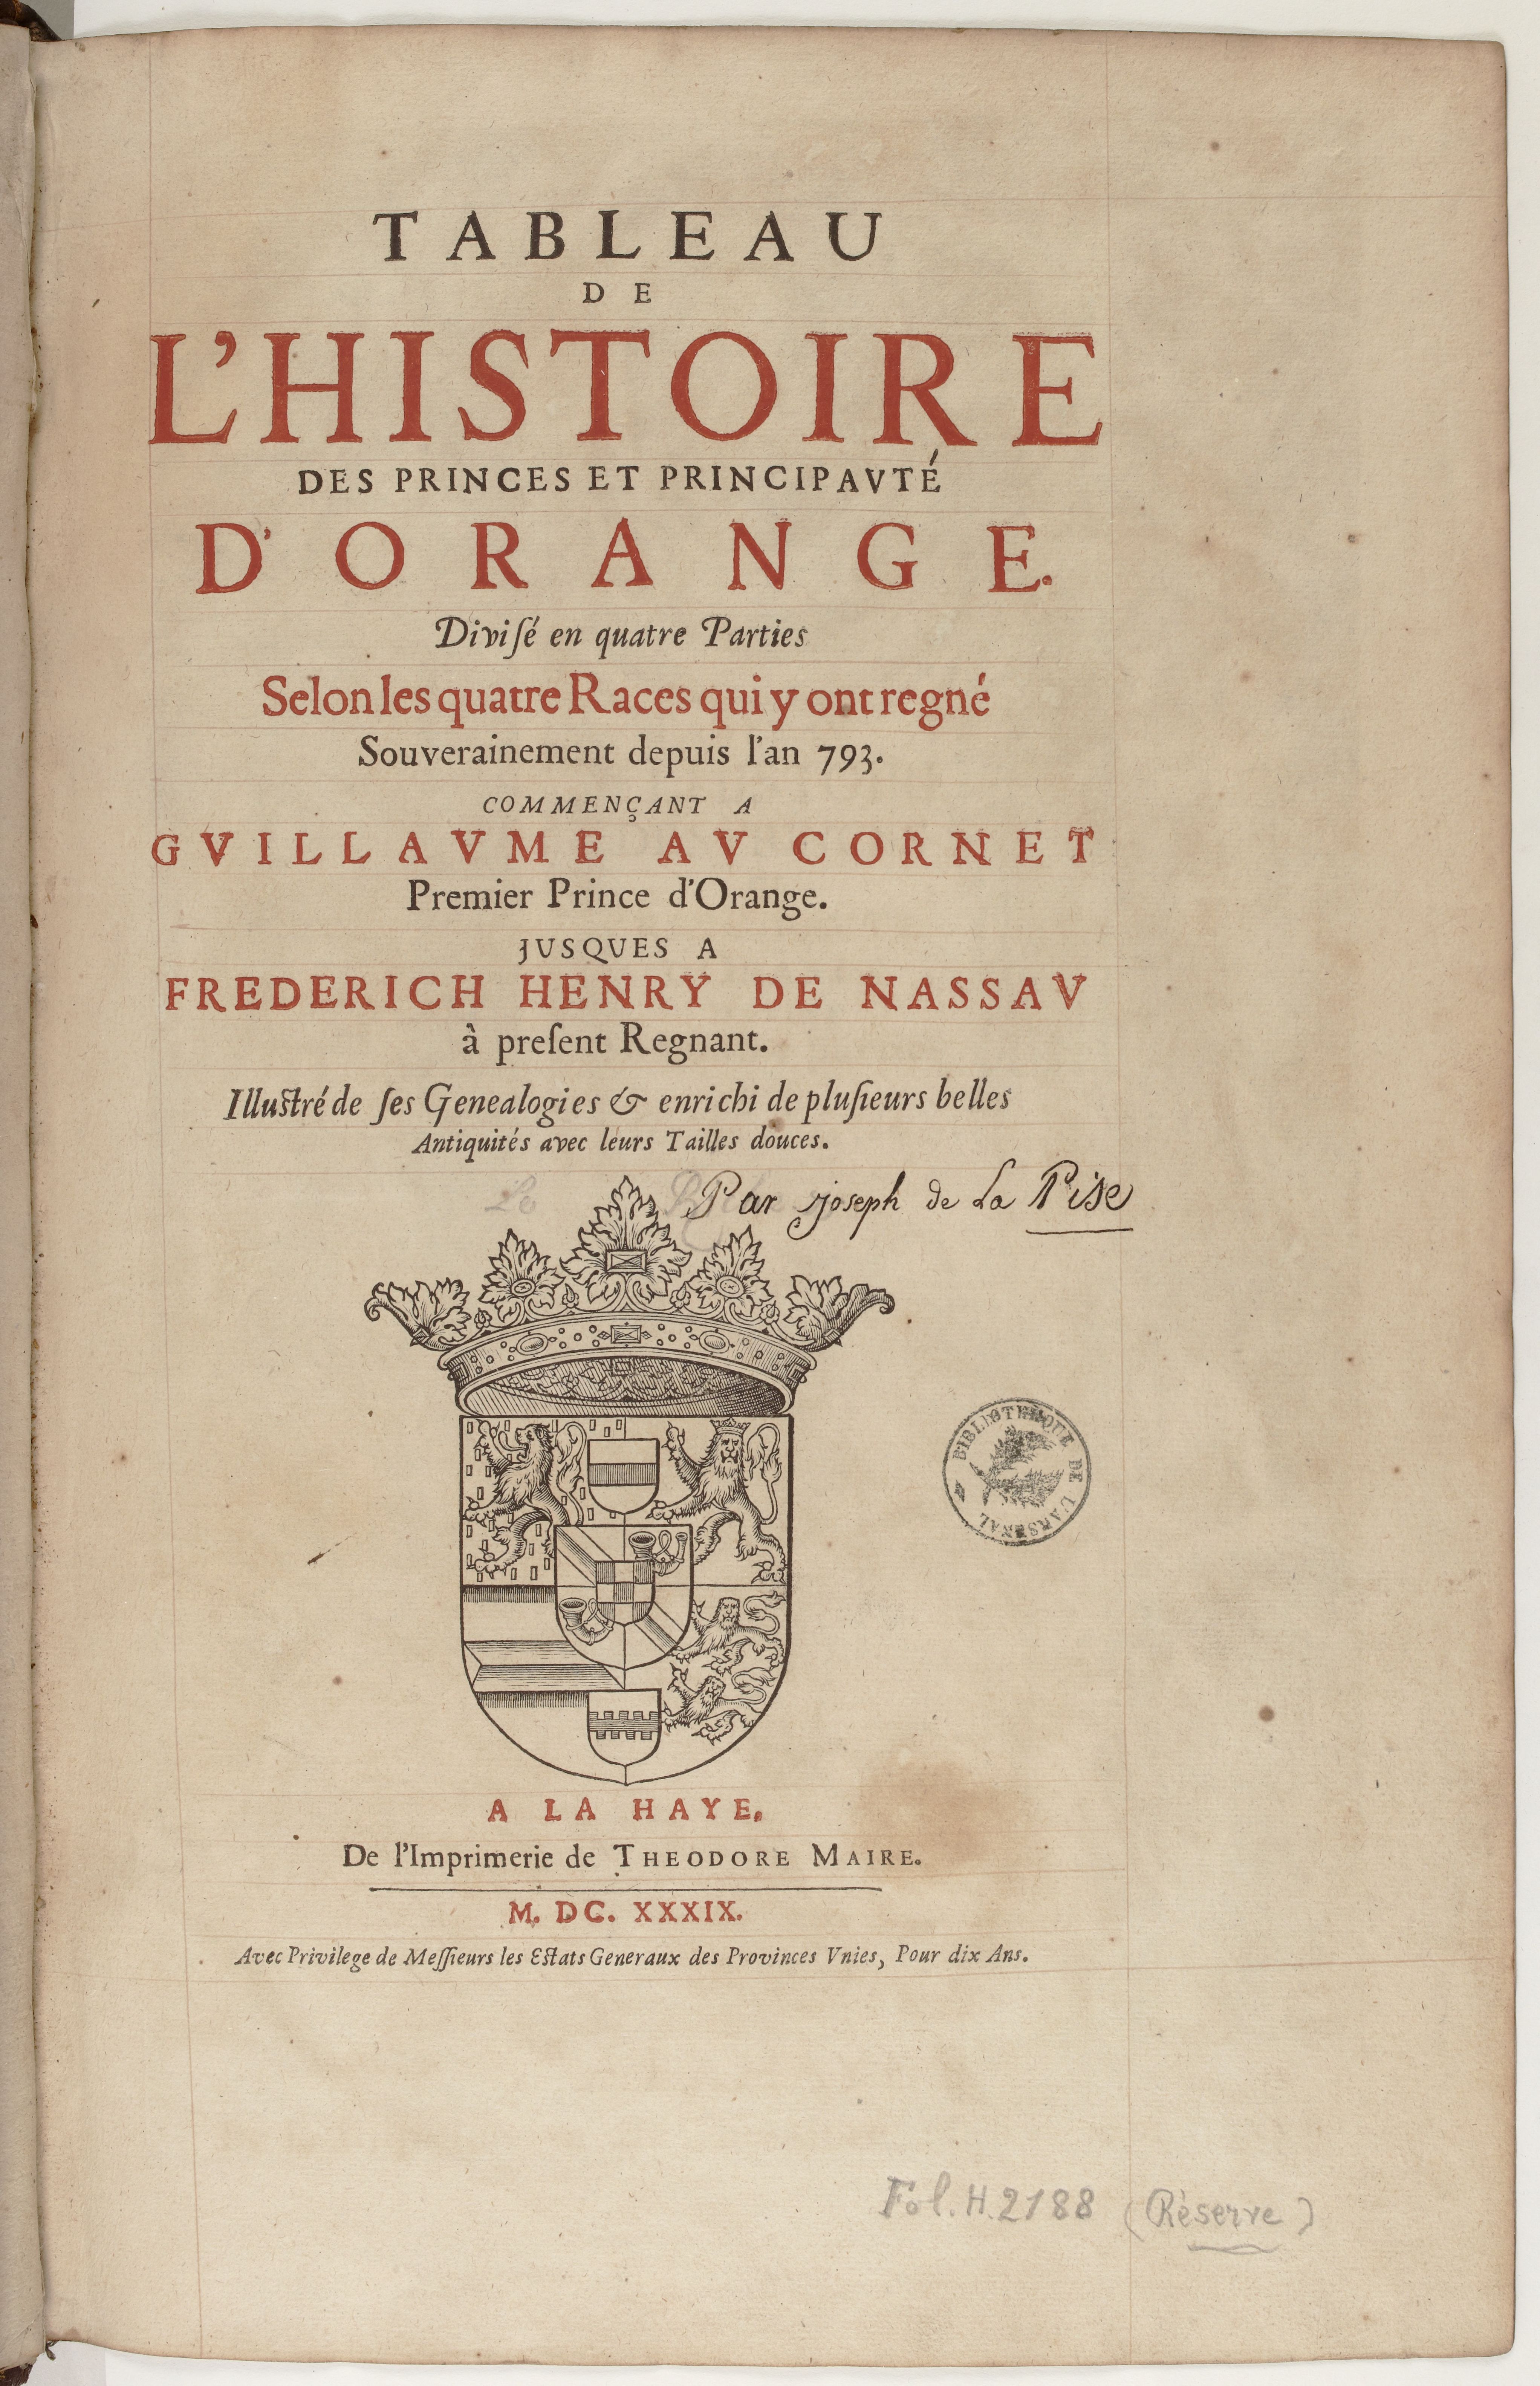 TABLEAU
DE
L'HISTOIRE
DES PRINCES ET PRINCIPAVTÉ
D'ORANGE.
Diviſé en quatre Parties
Selon les quatre Races qui y ont regné
Souverainement depuis l'an 793.
COMMENÇANT A
GVILLAVME AV CORNET
Premier Prince d'Orange.
JUSQVES A
FREDERICH HENRY DE NASSAV
à preſent Regnant.
Illustré de ſes Genealogies & enrichi de pluſieurs belles
Antiquités avec leurs Tailles douces.
Par joseph de La Pise
BIBLIOTHEQUE DE L'ARSENAL
A LA HAYE.
De l'Imprimerie de THEODORE MAIRE.
M. DC. XXXIX.
Avec Privilege de Meſſieurs les Estats Generaux des Provinces Vnies, Pour dix Ans.
Fol. H. 2188 (Réserve)